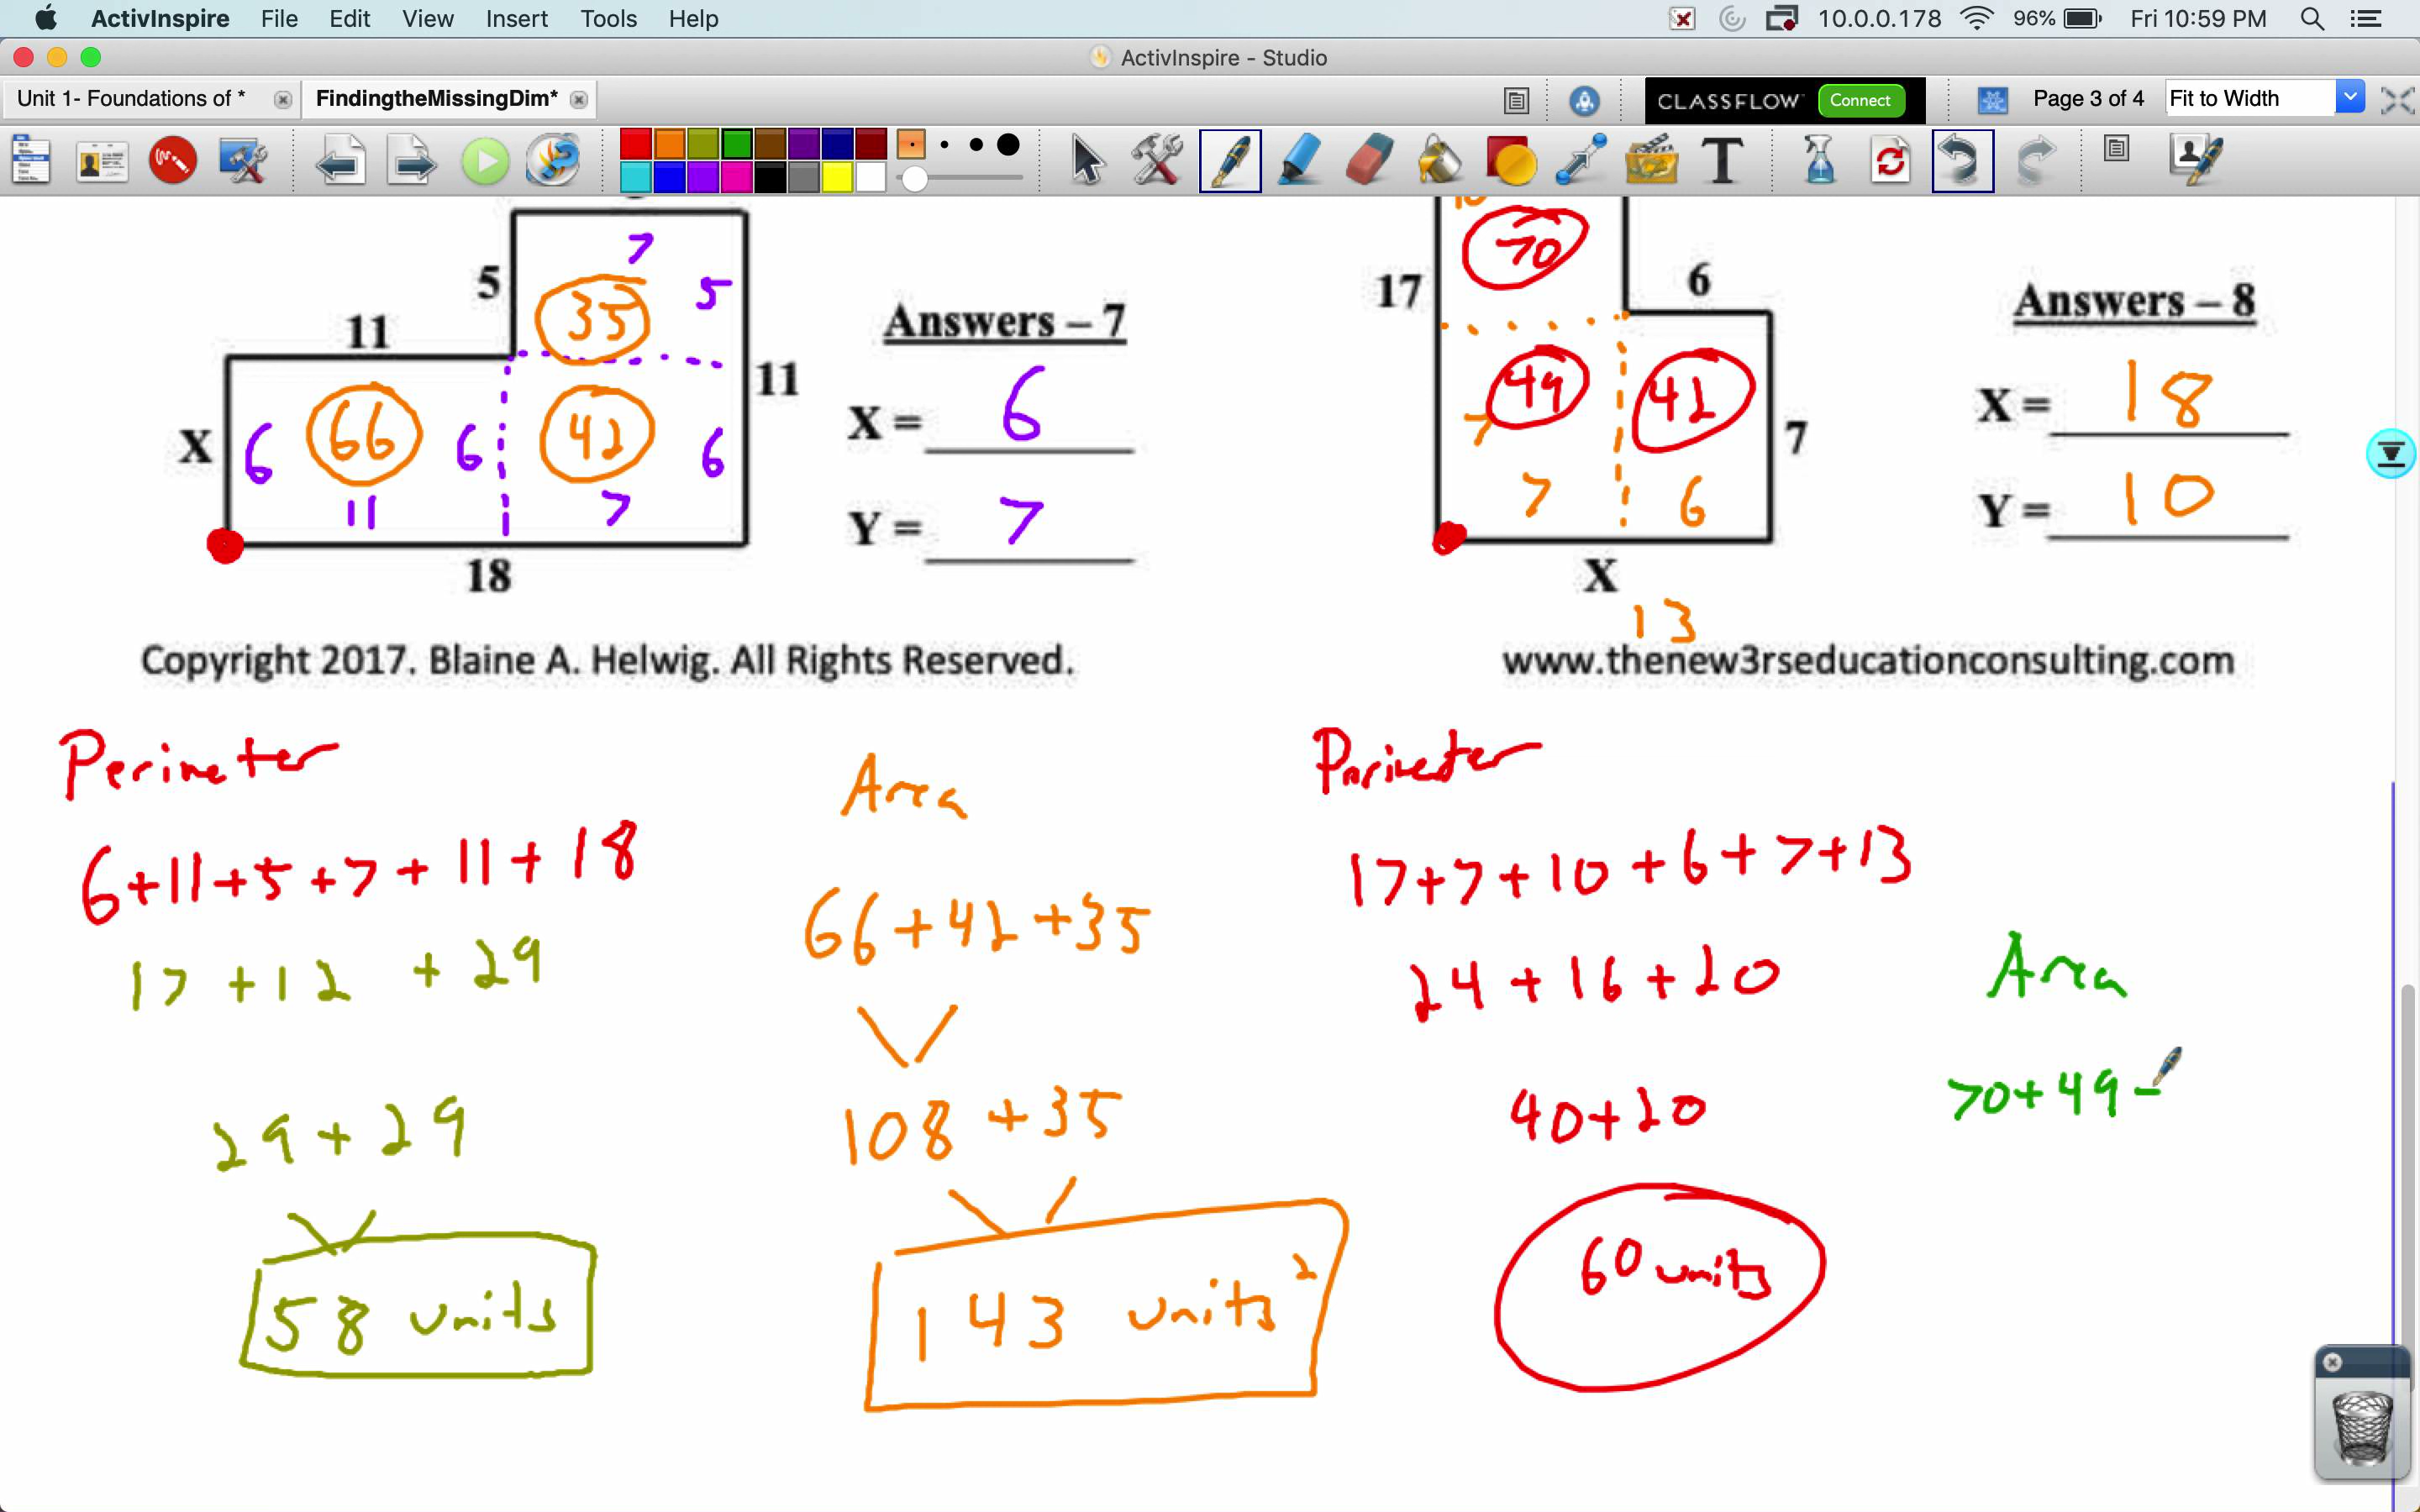 ActivInspire File Edit View Insert Tools Help 10.0.0.178 96% Fri 10:59 PM
ActivInspire - Studio
Unit 1- Foundations of * FindingtheMissingDim* CLASSFLOW Connect Page 3 of 4 Fit to Width
T
7
5
35
5
11
11
X
6
66
6
42
6
11
7
18
Answers – 7
X = 6
Y = 7
10
70
17
6
49
42
7
7
7
6
X
13
Answers – 8
X = 18
Y = 10
Copyright 2017. Blaine A. Helwig. All Rights Reserved.
www.thenew3rseducationconsulting.com
Perimeter
6+11+5+7+11+18
17+12+29
29+29
58 units
Area
66+42+35
108+35
143 units²
Perimeter
17+7+10+6+7+13
24+16+20
40+20
60 units
Area
70+49-